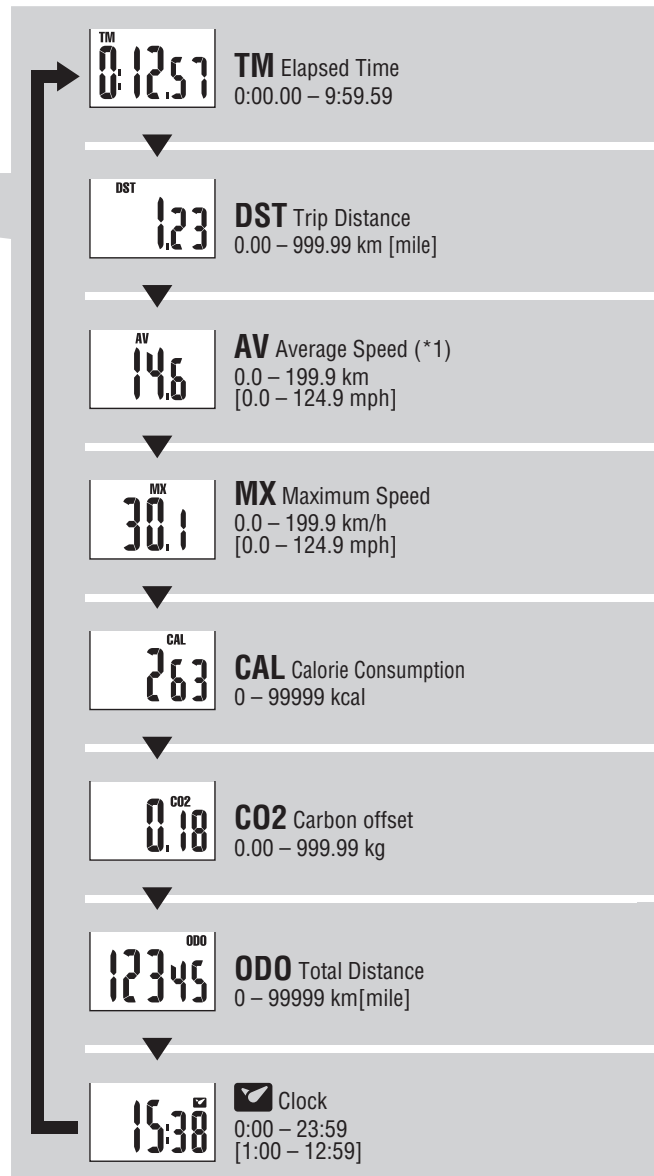 TM
0:12.57
TM Elapsed Time
0:00.00 – 9:59.59
DST
1.23
DST Trip Distance
0.00 – 999.99 km [mile]
AV
14.6
AV Average Speed (*1)
0.0 – 199.9 km
[0.0 – 124.9 mph]
MX
30.1
MX Maximum Speed
0.0 – 199.9 km/h
[0.0 – 124.9 mph]
CAL
263
CAL Calorie Consumption
0 – 99999 kcal
CO2
0.18
CO2 Carbon offset
0.00 – 999.99 kg
ODO
12345
ODO Total Distance
0 – 99999 km[mile]
15:38
Clock
0:00 – 23:59
[1:00 – 12:59]